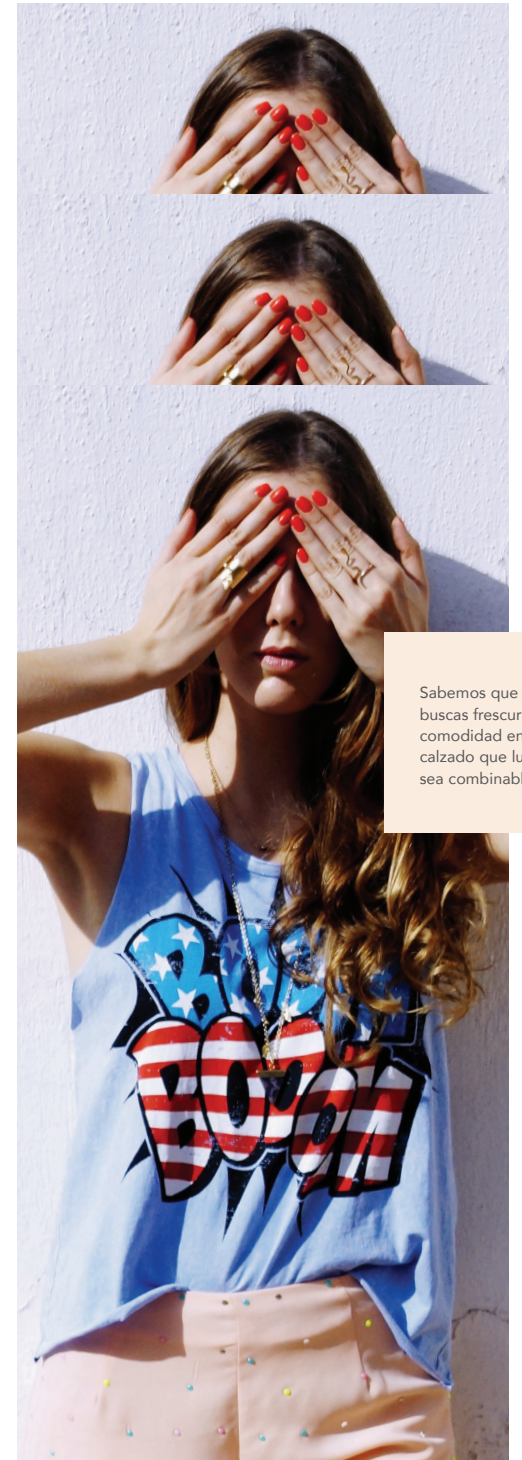 Sabemos que
buscas frescur
comodidad en
calzado que lu
sea combinabl
BOOM